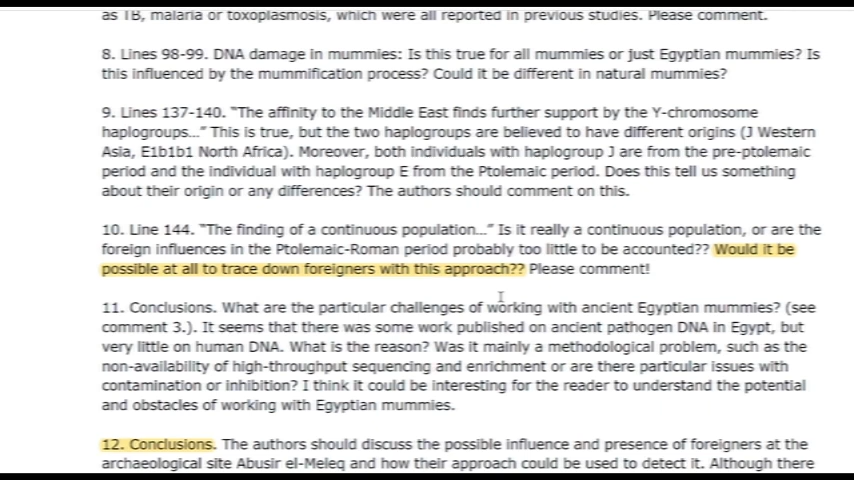 as TB, malaria or toxoplasmosis, which were all reported in previous studies. Please comment.
8. Lines 98-99. DNA damage in mummies: Is this true for all mummies or just Egyptian mummies? Is
this influenced by the mummification process? Could it be different in natural mummies?
9. Lines 137-140. "The affinity to the Middle East finds further support by the Y-chromosome
haplogroups..." This is true, but the two haplogroups are believed to have different origins (J Western
Asia, E1b1b1 North Africa). Moreover, both individuals with haplogroup J are from the pre-ptolemaic
period and the individual with haplogroup E from the Ptolemaic period. Does this tell us something
about their origin or any differences? The authors should comment on this.
10. Line 144. "The finding of a continuous population..." Is it really a continuous population, or are the
foreign influences in the Ptolemaic-Roman period probably too little to be accounted?? Would it be
possible at all to trace down foreigners with this approach?? Please comment!
11. Conclusions. What are the particular challenges of working with ancient Egyptian mummies? (see
comment 3.). It seems that there was some work published on ancient pathogen DNA in Egypt, but
very little on human DNA. What is the reason? Was it mainly a methodological problem, such as the
non-availability of high-throughput sequencing and enrichment or are there particular issues with
contamination or inhibition? I think it could be interesting for the reader to understand the potential
and obstacles of working with Egyptian mummies.
12. Conclusions. The authors should discuss the possible influence and presence of foreigners at the
archaeological site Abusir el-Meleq and how their approach could be used to detect it. Although there